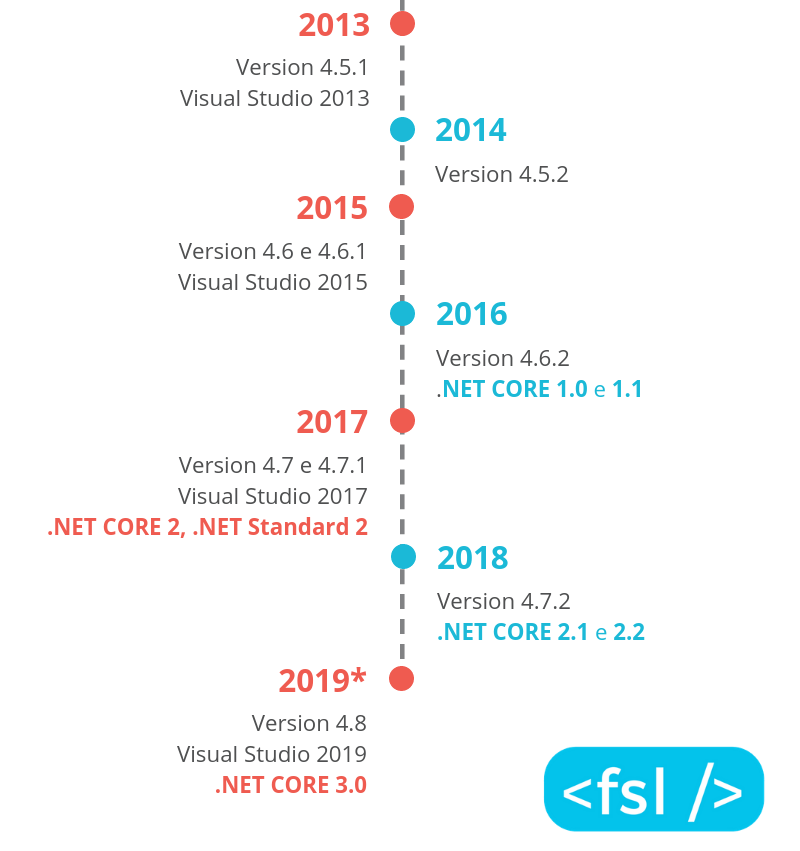 2013
Version 4.5.1
Visual Studio 2013
2014
Version 4.5.2
2015
Version 4.6 e 4.6.1
Visual Studio 2015
2016
Version 4.6.2
.NET CORE 1.0 e 1.1
2017
Version 4.7 e 4.7.1
Visual Studio 2017
.NET CORE 2, .NET Standard 2
2018
Version 4.7.2
.NET CORE 2.1 e 2.2
2019*
Version 4.8
Visual Studio 2019
.NET CORE 3.0
<fsl />